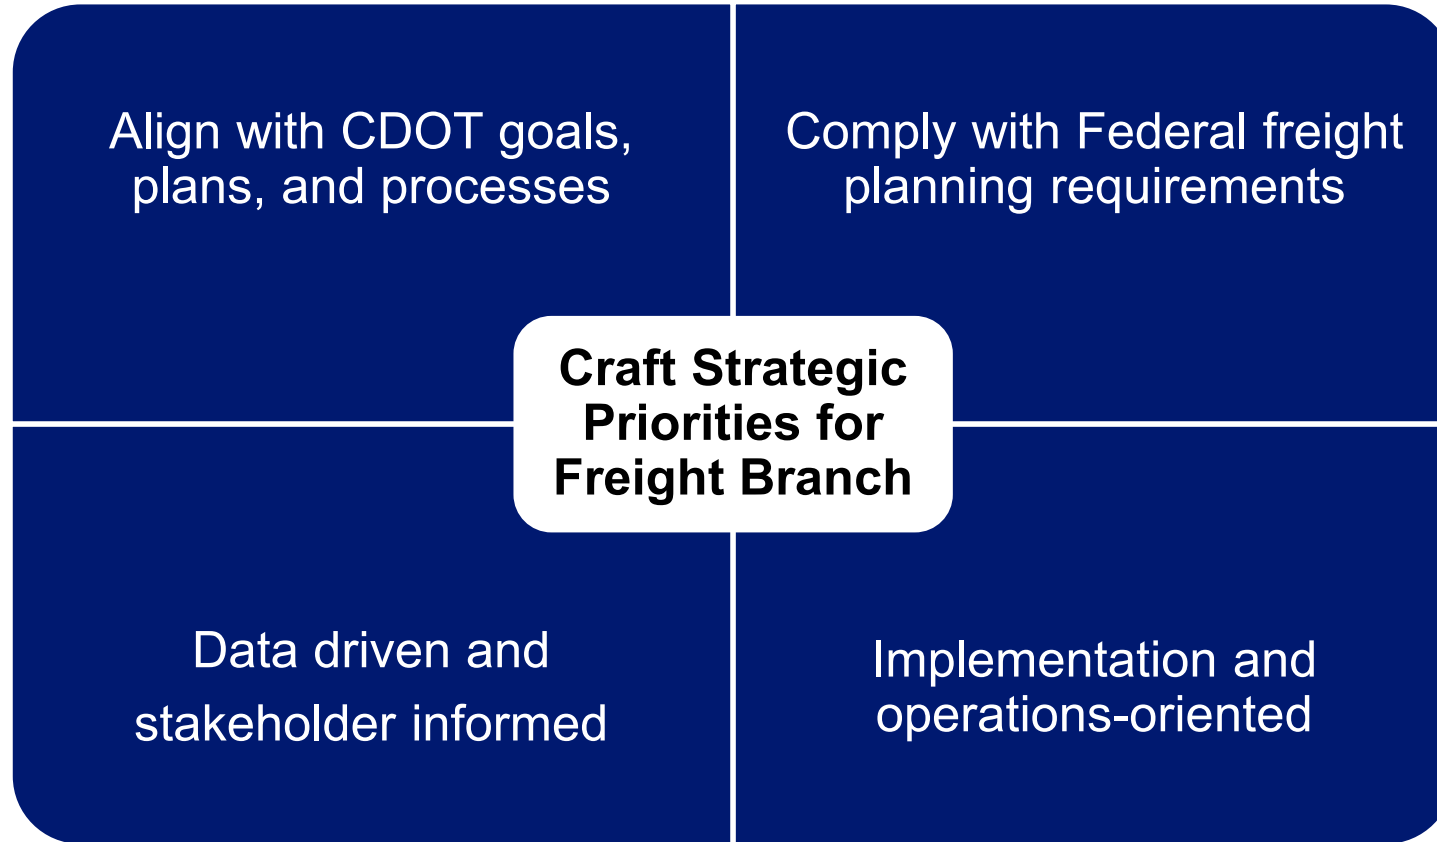 Align with CDOT goals,
plans, and processes
Comply with Federal freight
planning requirements
Craft Strategic
Priorities for
Freight Branch
Data driven and
stakeholder informed
Implementation and
operations-oriented